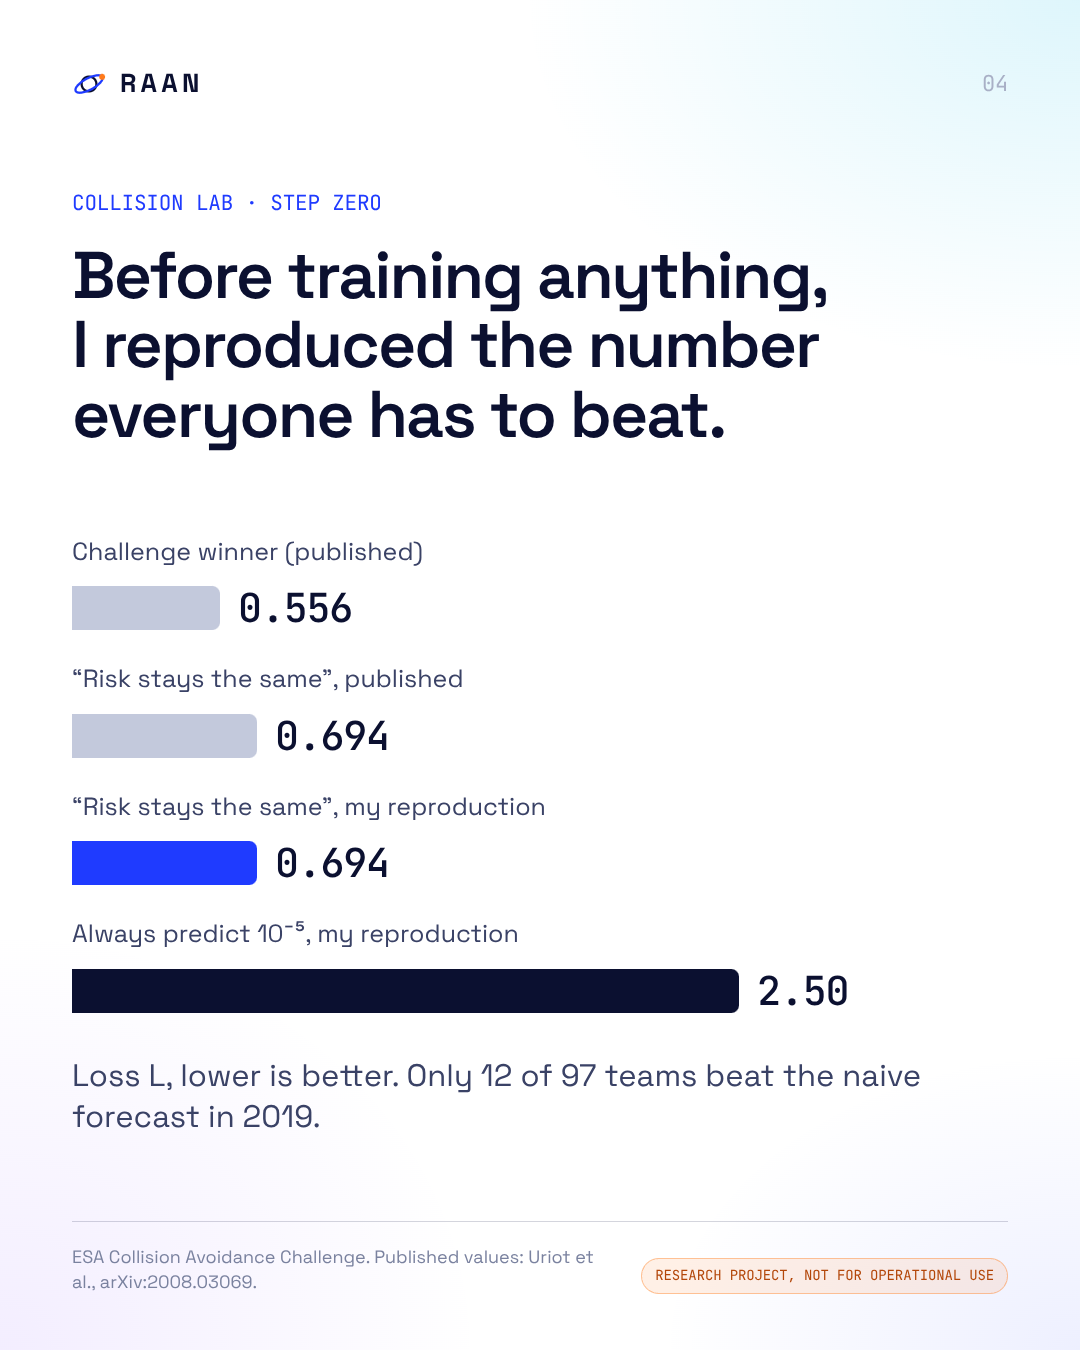 RAAN
04
COLLISION LAB · STEP ZERO
Before training anything,
I reproduced the number
everyone has to beat.
Challenge winner (published)
0.556
“Risk stays the same”, published
0.694
“Risk stays the same”, my reproduction
0.694
Always predict 10⁻⁵, my reproduction
2.50
Loss L, lower is better. Only 12 of 97 teams beat the naive
forecast in 2019.
ESA Collision Avoidance Challenge. Published values: Uriot et
al., arXiv:2008.03069.
RESEARCH PROJECT, NOT FOR OPERATIONAL USE